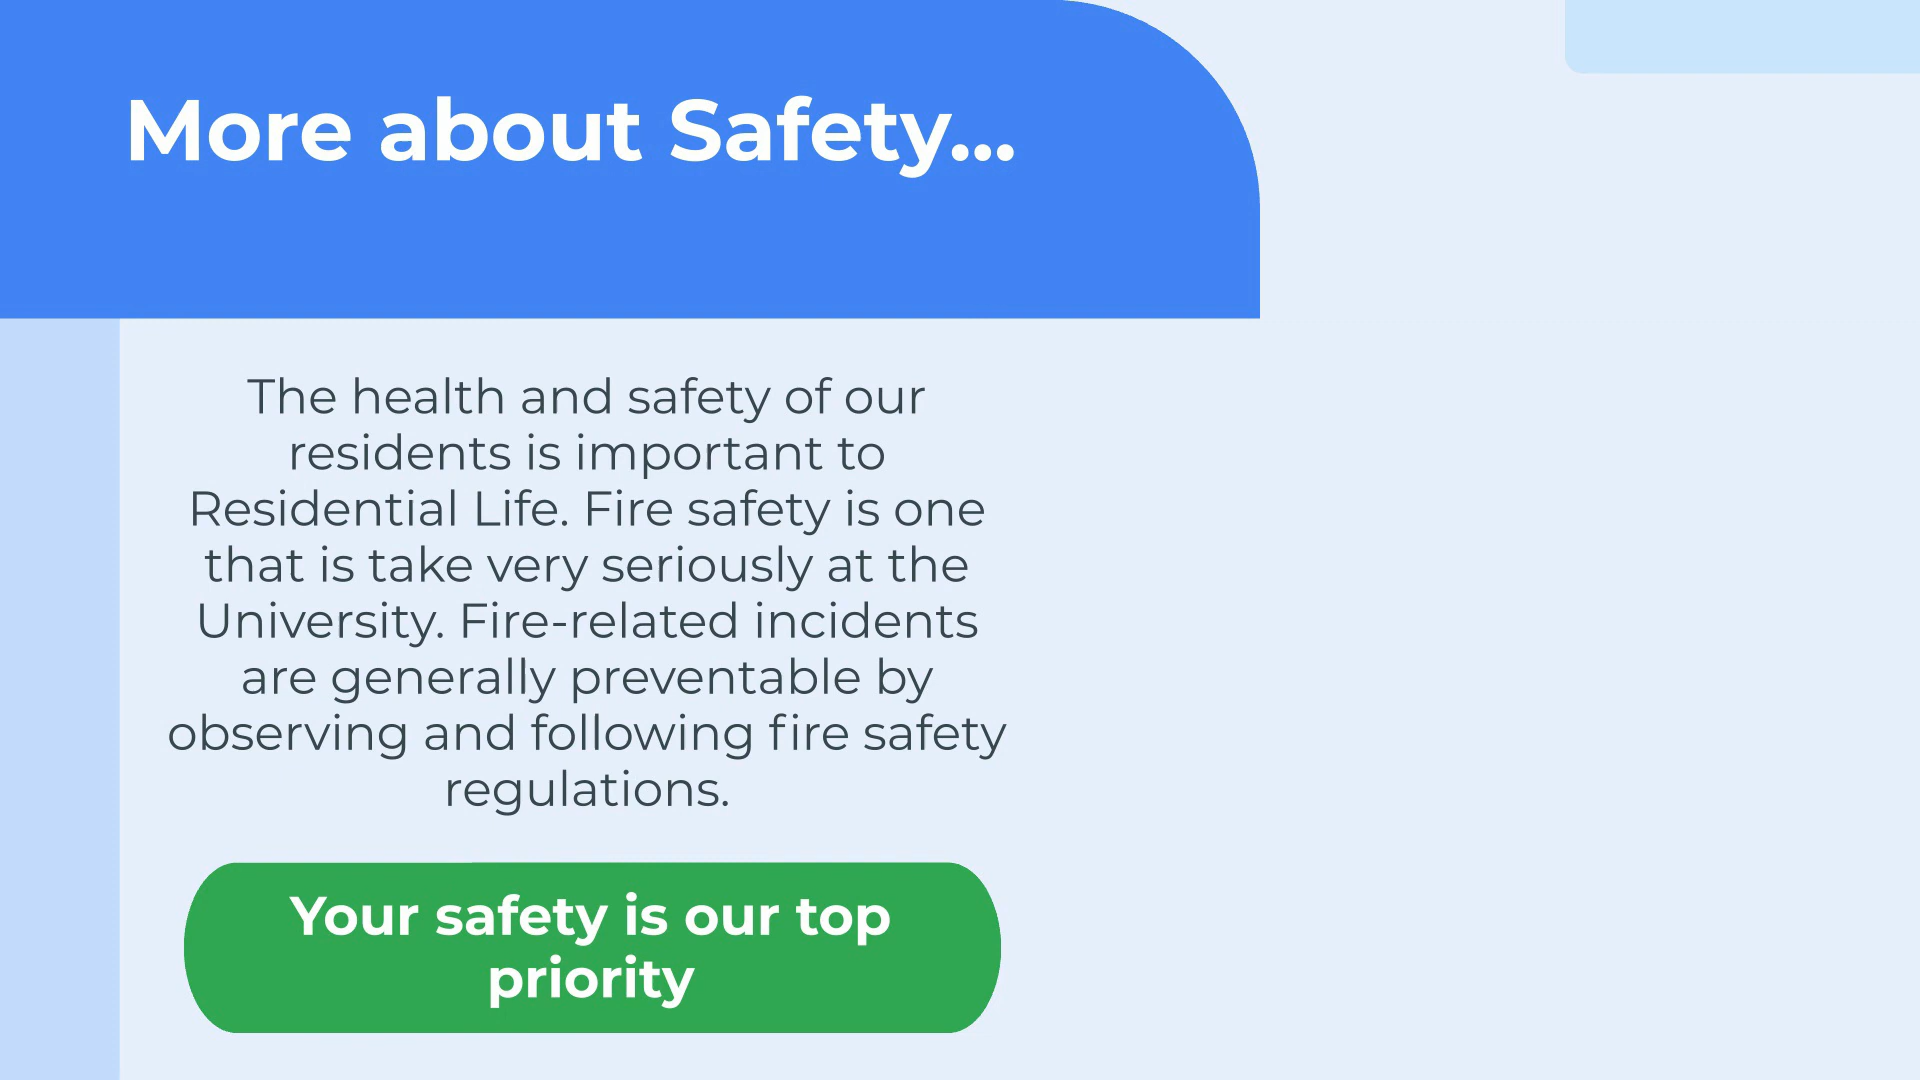 More about Safety...
The health and safety of our
residents is important to
Residential Life. Fire safety is one
that is take very seriously at the
University. Fire-related incidents
are generally preventable by
observing and following fire safety
regulations.
Your safety is our top
priority